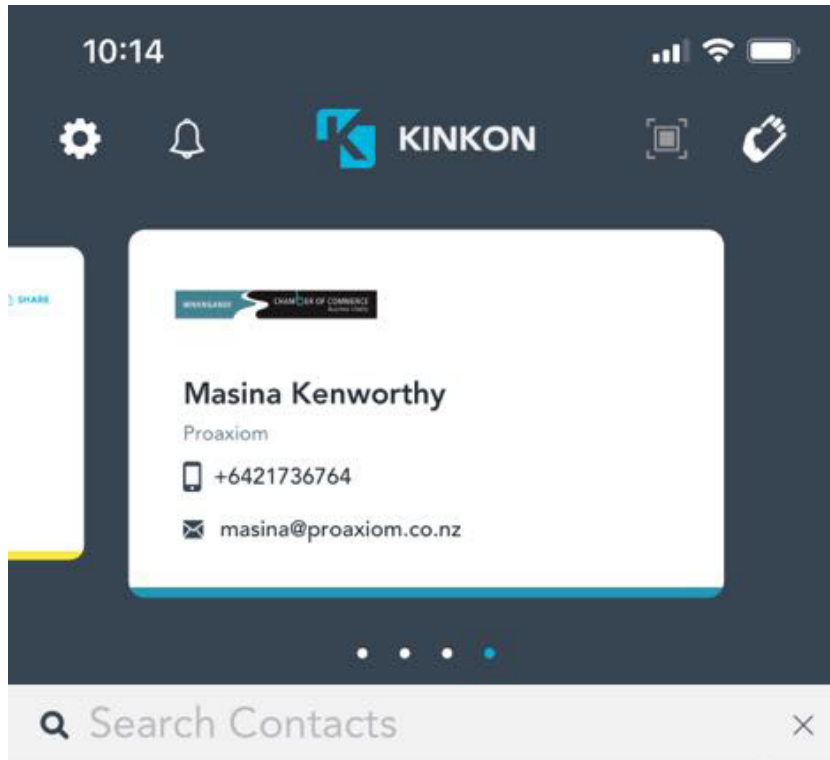 10:14
KINKON
SHARE
CHAMBER OF COMMERCE
Masina Kenworthy
Proaxiom
+6421736764
masina@proaxiom.co.nz
Search Contacts